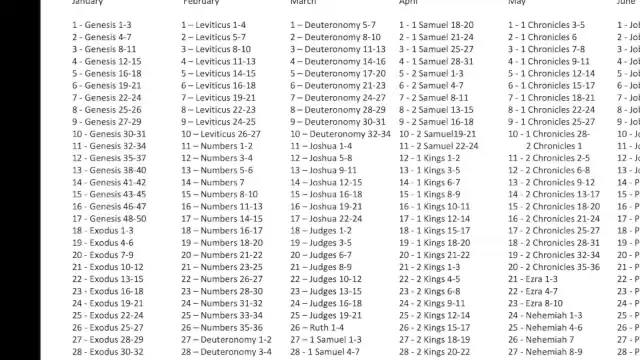 January
1 - Genesis 1-3
2 - Genesis 4-7
3 - Genesis 8-11
4 - Genesis 12-15
5 - Genesis 16-18
6 - Genesis 19-21
7 - Genesis 22-24
8 - Genesis 25-26
9 - Genesis 27-29
10 - Genesis 30-31
11 - Genesis 32-34
12 - Genesis 35-37
13 - Genesis 38-40
14 - Genesis 41-42
15 - Genesis 43-45
16 - Genesis 46-47
17 - Genesis 48-50
18 - Exodus 1-3
19 - Exodus 4-6
20 - Exodus 7-9
21 - Exodus 10-12
22 - Exodus 13-15
23 - Exodus 16-18
24 - Exodus 19-21
25 - Exodus 22-24
26 - Exodus 25-27
27 - Exodus 28-29
28 - Exodus 30-32
February
1 – Leviticus 1-4
2 – Leviticus 5-7
3 – Leviticus 8-10
4 – Leviticus 11-13
5 – Leviticus 14-15
6 – Leviticus 16-18
7 – Leviticus 19-21
8 – Leviticus 22-23
9 – Leviticus 24-25
10 – Leviticus 26-27
11 – Numbers 1-2
12 – Numbers 3-4
13 – Numbers 5-6
14 – Numbers 7
15 – Numbers 8-10
16 – Numbers 11-13
17 – Numbers 14-15
18 – Numbers 16-17
19 – Numbers 18-20
20 – Numbers 21-22
21 – Numbers 23-25
22 – Numbers 26-27
23 – Numbers 28-30
24 – Numbers 31-32
25 – Numbers 33-34
26 – Numbers 35-36
27 – Deuteronomy 1-2
28 – Deuteronomy 3-4
March
1 – Deuteronomy 5-7
2 – Deuteronomy 8-10
3 – Deuteronomy 11-13
4 – Deuteronomy 14-16
5 – Deuteronomy 17-20
6 – Deuteronomy 21-23
7 – Deuteronomy 24-27
8 – Deuteronomy 28-29
9 – Deuteronomy 30-31
10 – Deuteronomy 32-34
11 – Joshua 1-4
12 – Joshua 5-8
13 – Joshua 9-11
14 – Joshua 12-15
15 – Joshua 16-18
16 – Joshua 19-21
17 – Joshua 22-24
18 – Judges 1-2
19 – Judges 3-5
20 – Judges 6-7
21 – Judges 8-9
22 – Judges 10-12
23 – Judges 13-15
24 – Judges 16-18
25 – Judges 19-21
26 – Ruth 1-4
27 – 1 Samuel 1-3
28 - 1 Samuel 4-7
April
1 - 1 Samuel 18-20
2 - 1 Samuel 21-24
3 - 1 Samuel 25-27
4 - 1 Samuel 28-31
5 - 2 Samuel 1-3
6 - 2 Samuel 4-7
7 - 2 Samuel 8-11
8 - 2 Samuel 13-15
9 - 2 Samuel 16-18
10 - 2 Samuel19-21
11 - 2 Samuel 22-24
12 - 1 Kings 1-2
13 - 1 Kings 3-5
14 - 1 Kings 6-7
15 - 1 Kings 8-9
16 - 1 Kings 10-11
17 - 1 Kings 12-14
18 - 1 Kings 15-17
19 - 1 Kings 18-20
20 - 1 Kings 21-22
21 - 2 Kings 1-3
22 - 2 Kings 4-5
23 - 2 Kings 6-8
24 - 2 Kings 9-11
25 - 2 Kings 12-14
26 - 2 Kings 15-17
27 - 2 Kings 18-19
28 - 2 Kings 20-22
May
1 - 1 Chronicles 3-5
2 - 1 Chronicles 6
3 - 1 Chronicles 7-8
4 - 1 Chronicles 9-11
5 - 1 Chronicles 12-14
6 - 1 Chronicles 15-17
7 - 1 Chronicles 18-21
8 - 1 Chronicles 22-24
9 - 1 Chronicles 25-27
10 - 1 Chronicles 28-
2 Chronicles 1
11 - 2 Chronicles 2-5
12 - 2 Chronicles 6-8
13 - 2 Chronicles 9-12
14 - 2 Chronicles 13-17
15 - 2 Chronicles 18-20
16 - 2 Chronicles 21-24
17 - 2 Chronicles 25-27
18 - 2 Chronicles 28-31
19 - 2 Chronicles 32-34
20 - 2 Chronicles 35-36
21 - Ezra 1-3
22 - Ezra 4-7
23 - Ezra 8-10
24 - Nehemiah 1-3
25 - Nehemiah 4-6
26 - Nehemiah 7
27 - Nehemiah 8-9
June